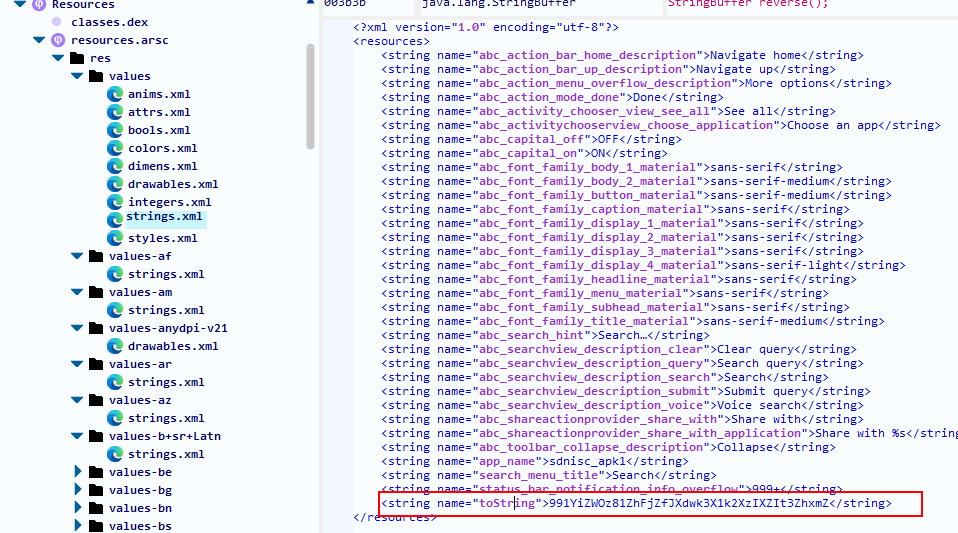 Resources
classes.dex
resources.arsc
res
values
anims.xml
attrs.xml
bools.xml
colors.xml
dimens.xml
drawables.xml
integers.xml
strings.xml
styles.xml
values-af
strings.xml
values-am
strings.xml
values-anydpi-v21
drawables.xml
values-ar
strings.xml
values-az
strings.xml
values-b+sr+Latn
strings.xml
values-be
values-bg
values-bn
values-bs
003b3b java.lang.StringBuffer StringBuffer reverse();
<?xml version="1.0" encoding="utf-8"?>
<resources>
<string name="abc_action_bar_home_description">Navigate home</string>
<string name="abc_action_bar_up_description">Navigate up</string>
<string name="abc_action_menu_overflow_description">More options</string>
<string name="abc_action_mode_done">Done</string>
<string name="abc_activity_chooser_view_see_all">See all</string>
<string name="abc_activitychooserview_choose_application">Choose an app</string>
<string name="abc_capital_off">OFF</string>
<string name="abc_capital_on">ON</string>
<string name="abc_font_family_body_1_material">sans-serif</string>
<string name="abc_font_family_body_2_material">sans-serif-medium</string>
<string name="abc_font_family_button_material">sans-serif-medium</string>
<string name="abc_font_family_caption_material">sans-serif</string>
<string name="abc_font_family_display_1_material">sans-serif</string>
<string name="abc_font_family_display_2_material">sans-serif</string>
<string name="abc_font_family_display_3_material">sans-serif</string>
<string name="abc_font_family_display_4_material">sans-serif-light</string>
<string name="abc_font_family_headline_material">sans-serif</string>
<string name="abc_font_family_menu_material">sans-serif</string>
<string name="abc_font_family_subhead_material">sans-serif</string>
<string name="abc_font_family_title_material">sans-serif-medium</string>
<string name="abc_search_hint">Search…</string>
<string name="abc_searchview_description_clear">Clear query</string>
<string name="abc_searchview_description_query">Search query</string>
<string name="abc_searchview_description_search">Search</string>
<string name="abc_searchview_description_submit">Submit query</string>
<string name="abc_searchview_description_voice">Voice search</string>
<string name="abc_shareactionprovider_share_with">Share with</string>
<string name="abc_shareactionprovider_share_with_application">Share with %s</string
<string name="abc_toolbar_collapse_description">Collapse</string>
<string name="app_name">sdnisc_apk1</string>
<string name="search_menu_title">Search</string>
<string name="status_bar_notification_info_overflow">999+</string>
<string name="toString">991YiZWOz81ZhFjZfJXdwk3X1k2XzIXZIt3ZhxmZ</string>
</resources>